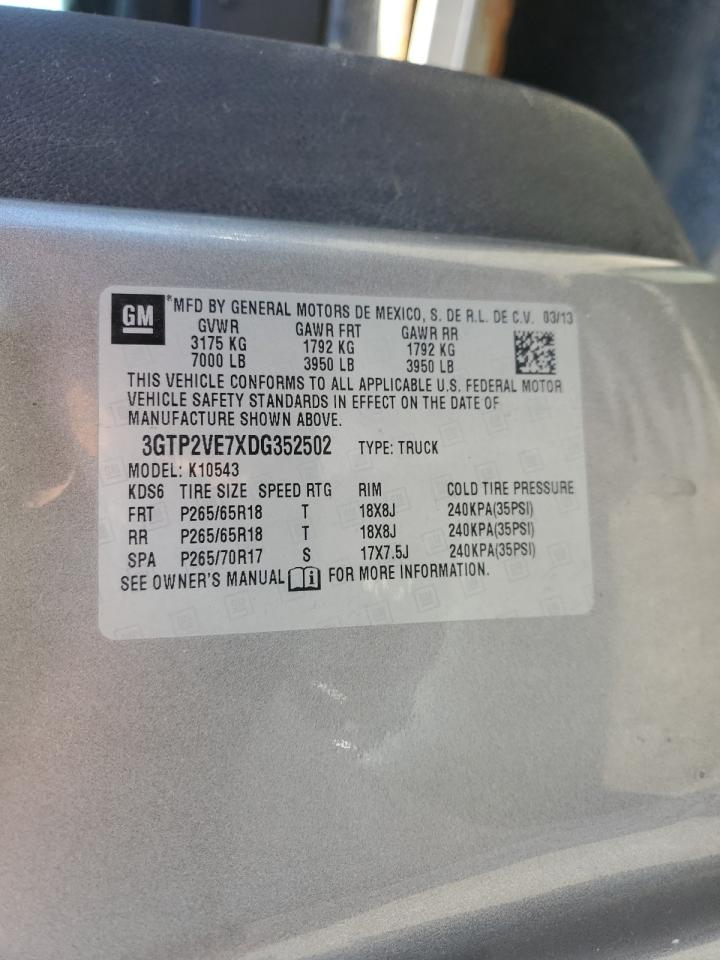 GM *MFD BY GENERAL MOTORS DE MEXICO, S. DE R.L. DE C.V. 03/13
GVWR GAWR FRT GAWR RR
3175 KG 1792 KG 1792 KG
7000 LB 3950 LB 3950 LB
THIS VEHICLE CONFORMS TO ALL APPLICABLE U.S. FEDERAL MOTOR
VEHICLE SAFETY STANDARDS IN EFFECT ON THE DATE OF
MANUFACTURE SHOWN ABOVE.
3GTP2VE7XDG352502 TYPE: TRUCK
MODEL: K10543
KDS6 TIRE SIZE SPEED RTG RIM COLD TIRE PRESSURE
FRT P265/65R18 T 18X8J 240KPA(35PSI)
RR P265/65R18 T 18X8J 240KPA(35PSI)
SPA P265/70R17 S 17X7.5J 240KPA(35PSI)
SEE OWNER'S MANUAL i FOR MORE INFORMATION.